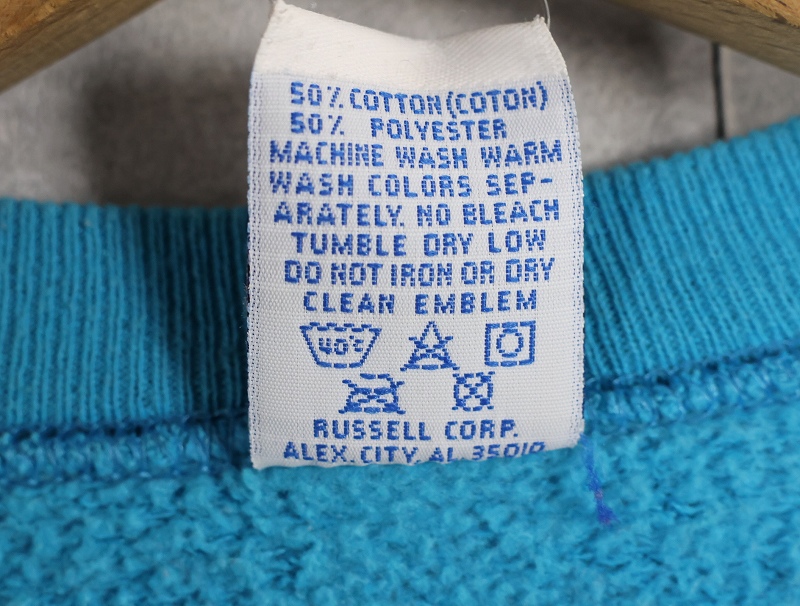 50% COTTON (COTON)
50% POLYESTER
MACHINE WASH WARM
WASH COLORS SEP-
ARATELY. NO BLEACH
TUMBLE DRY LOW
DO NOT IRON OR DRY
CLEAN EMBLEM
40°C
RUSSELL CORP.
ALEX. CITY, AL 35010